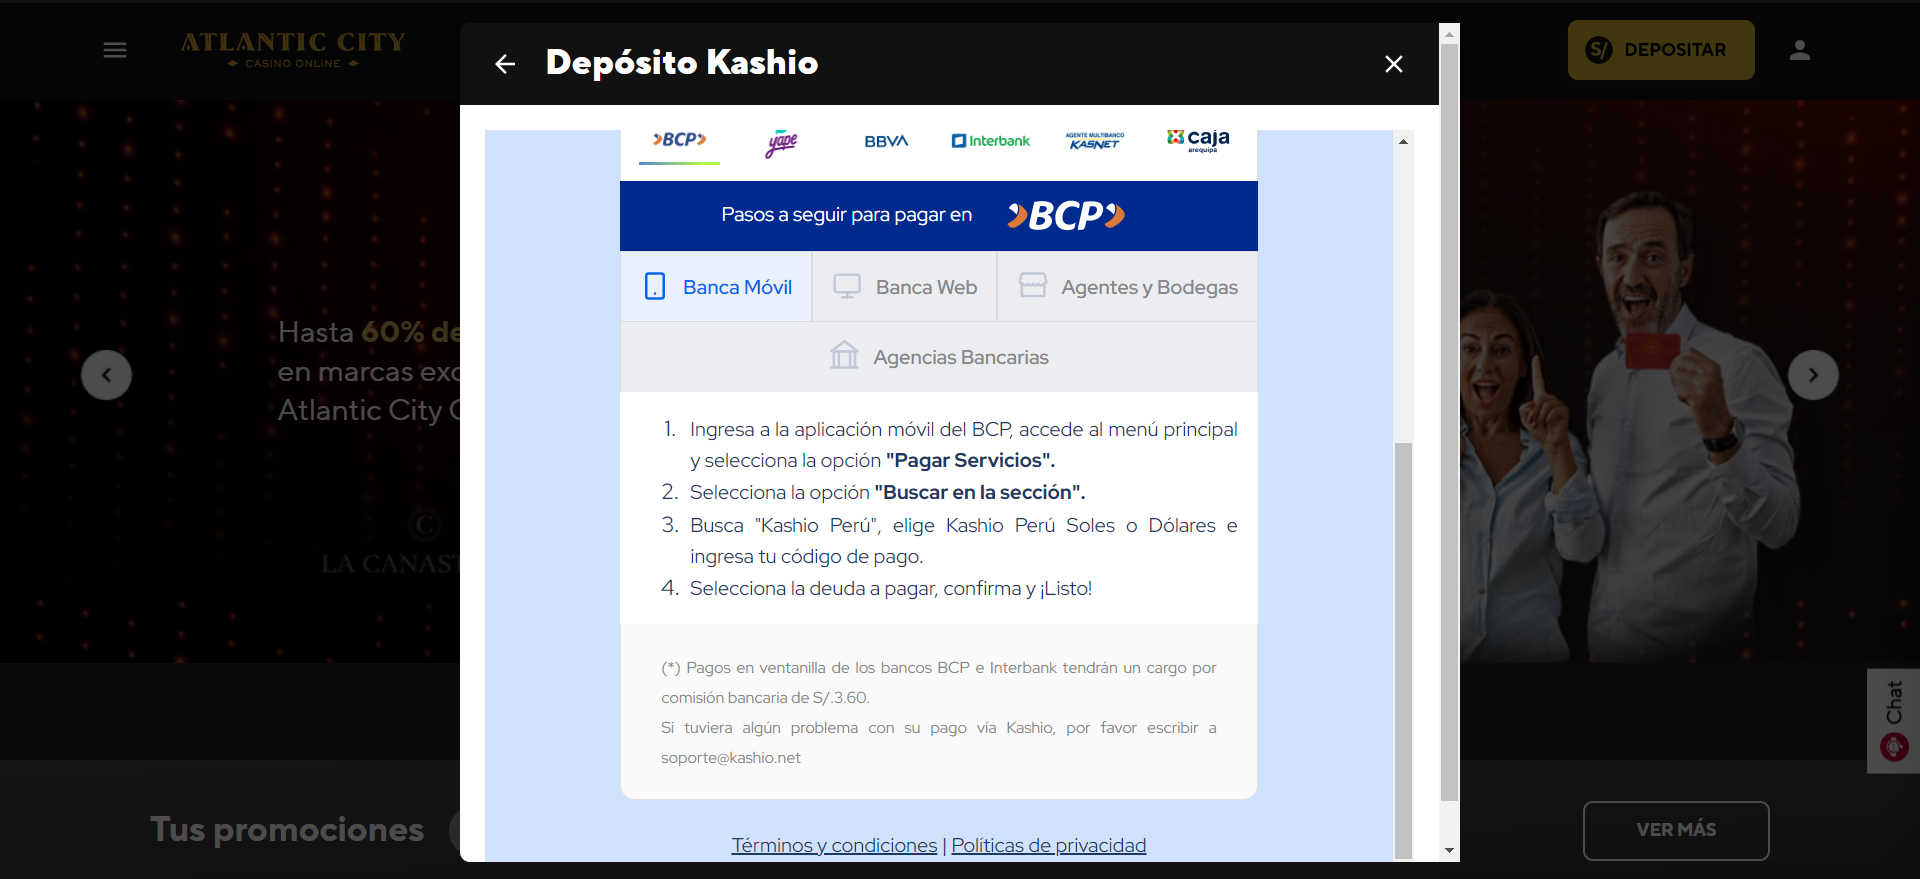 ATLANTIC CITY
CASINO ONLINE
Depósito Kashio
S/ DEPOSITAR
BCP yape BBVA Interbank AGENTE MULTIBANCO KASNET caja arequipa
Pasos a seguir para pagar en BCP
Banca Móvil Banca Web Agentes y Bodegas
Agencias Bancarias
1. Ingresa a la aplicación móvil del BCP, accede al menú principal
y selecciona la opción "Pagar Servicios".
2. Selecciona la opción "Buscar en la sección".
3. Busca "Kashio Perú", elige Kashio Perú Soles o Dólares e
ingresa tu código de pago.
4. Selecciona la deuda a pagar, confirma y ¡Listo!
(*) Pagos en ventanilla de los bancos BCP e Interbank tendrán un cargo por
comisión bancaria de S/.3.60.
Si tuviera algún problema con su pago vía Kashio, por favor escribir a
soporte@kashio.net
Términos y condiciones | Políticas de privacidad
Hasta 60% de
en marcas exc
Atlantic City C
C
LA CANAST
Chat
Tus promociones
VER MÁS